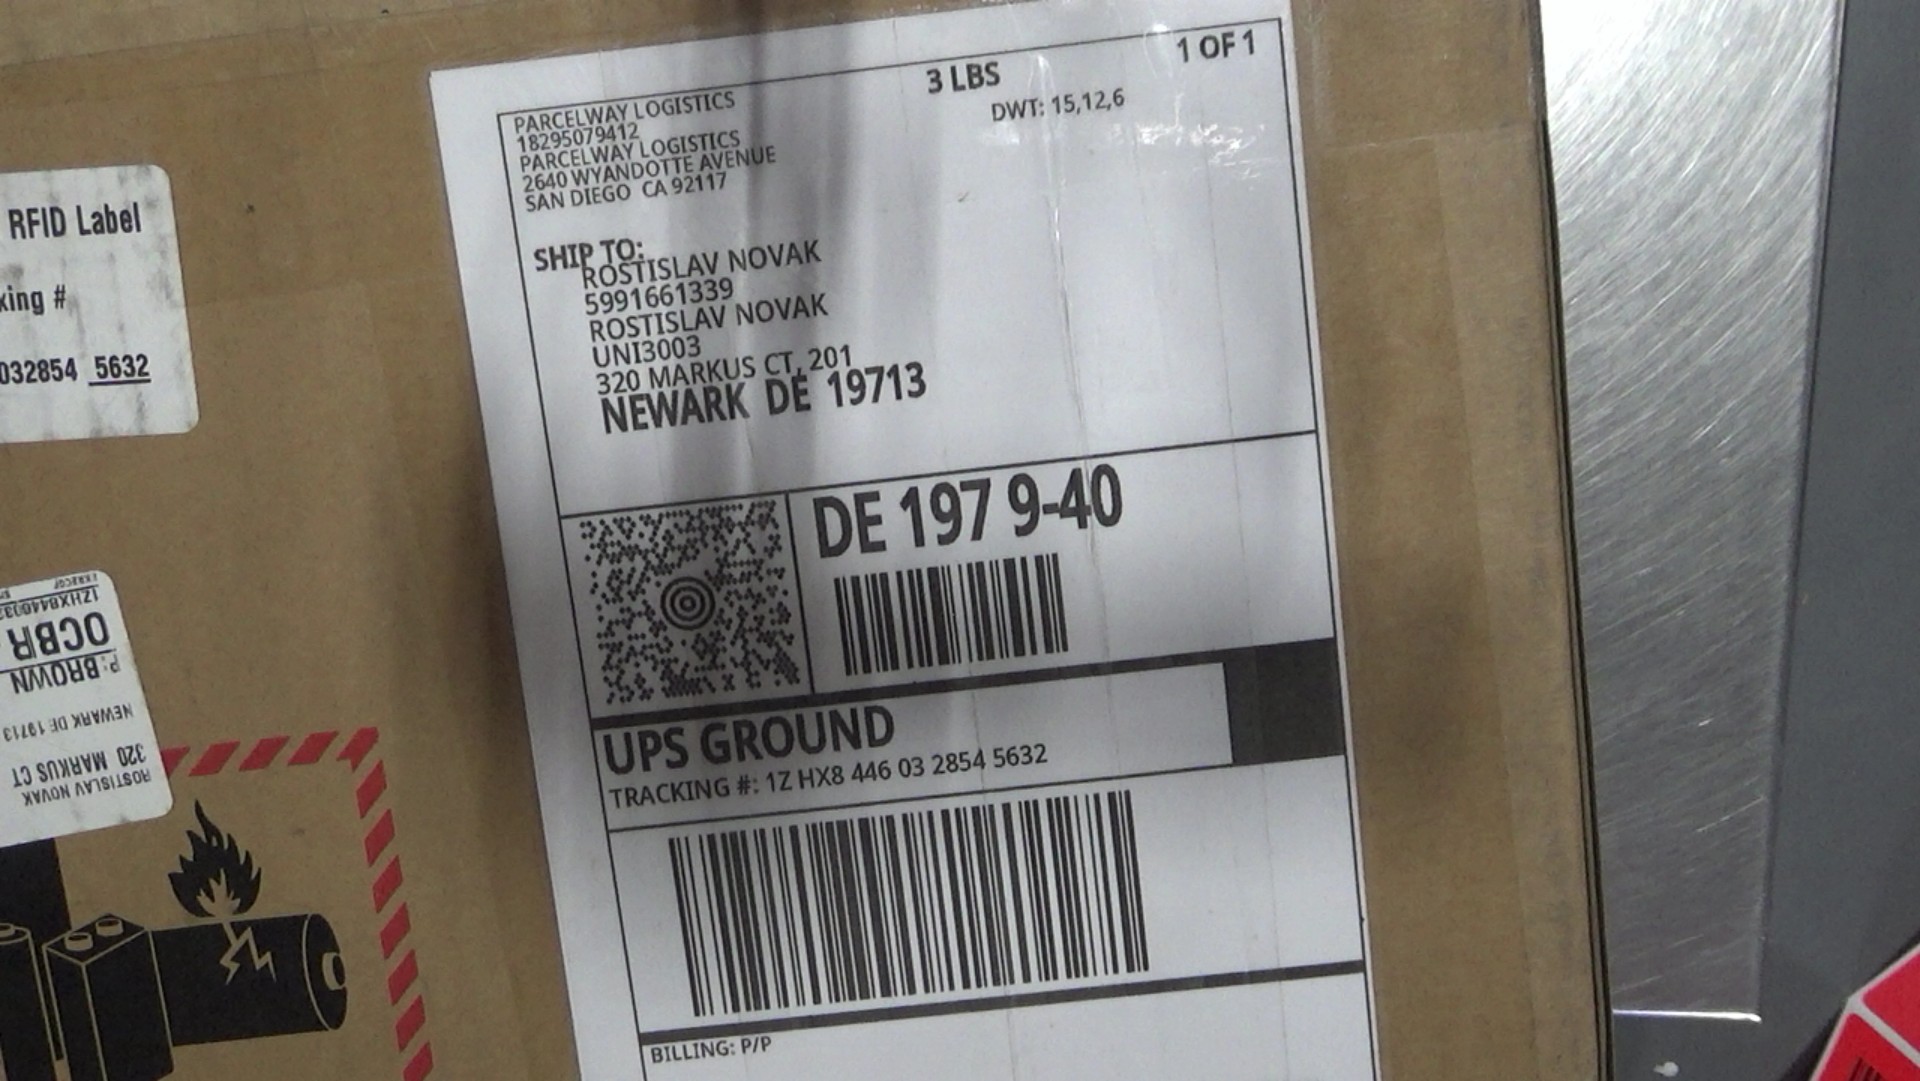 PARCELWAY LOGISTICS
18295079412
PARCELWAY LOGISTICS
2640 WYANDOTTE AVENUE
SAN DIEGO CA 92117
3 LBS
1 OF 1
DWT: 15,12,6
SHIP TO:
ROSTISLAV NOVAK
5991661339
ROSTISLAV NOVAK
UNI3003
320 MARKUS CT, 201
NEWARK DE 19713
DE 197 9-40
UPS GROUND
TRACKING #: 1Z HX8 446 03 2854 5632
BILLING: P/P
RFID Label
king #
032854 5632
ROSTISLAV NOVAK
320 MARKUS CT
NEWARK DE 19713
P: BROWN
OCBR